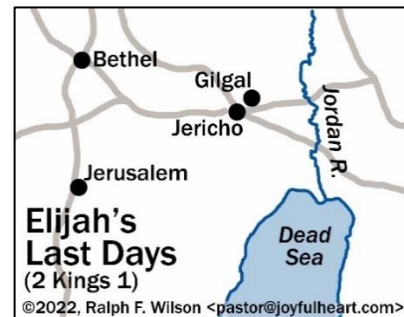 Bethel
Gilgal
Jericho
Jordan R.
Jerusalem
Elijah's
Last Days
(2 Kings 1)
Dead
Sea
©2022, Ralph F. Wilson <pastor@joyfulheart.com>